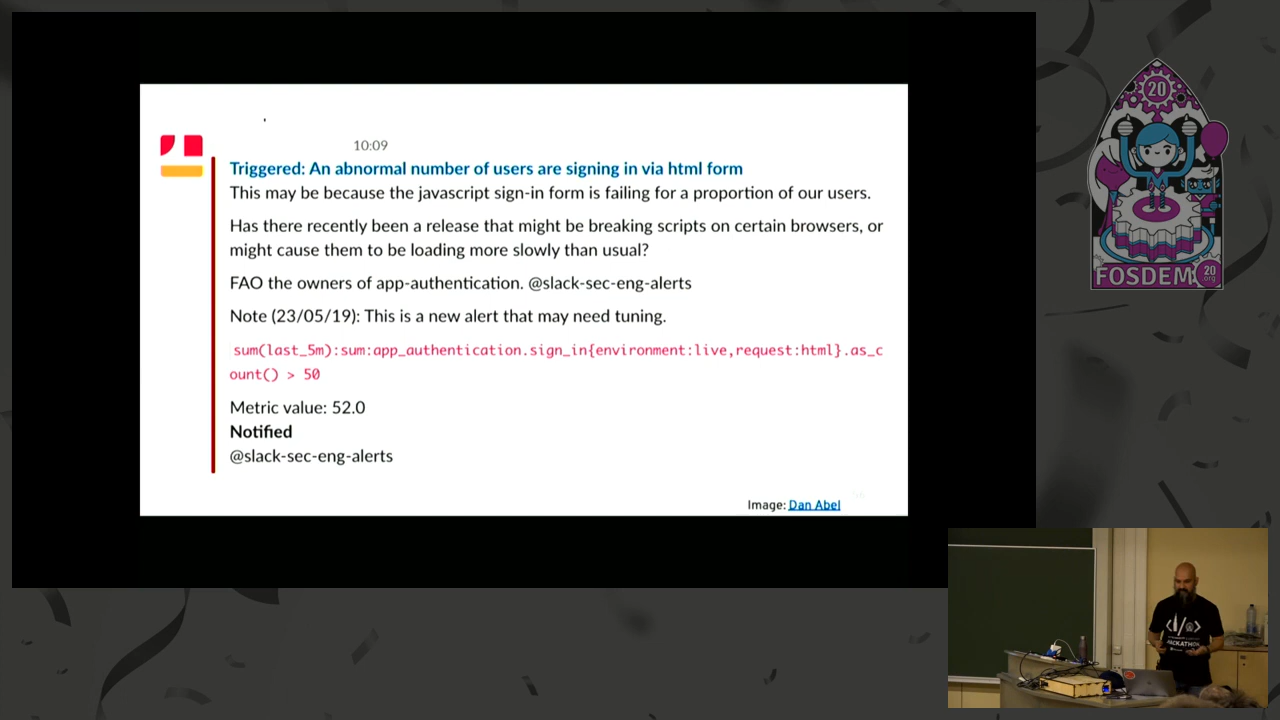 10:09
Triggered: An abnormal number of users are signing in via html form
This may be because the javascript sign-in form is failing for a proportion of our users.
Has there recently been a release that might be breaking scripts on certain browsers, or
might cause them to be loading more slowly than usual?
FAO the owners of app-authentication. @slack-sec-eng-alerts
Note (23/05/19): This is a new alert that may need tuning.
sum(last_5m):sum:app_authentication.sign_in{environment:live,request:html}.as_c
ount() > 50
Metric value: 52.0
Notified
@slack-sec-eng-alerts
Image: Dan Abel
20
FOSDEM 20
.org
</i>
HACKATHON